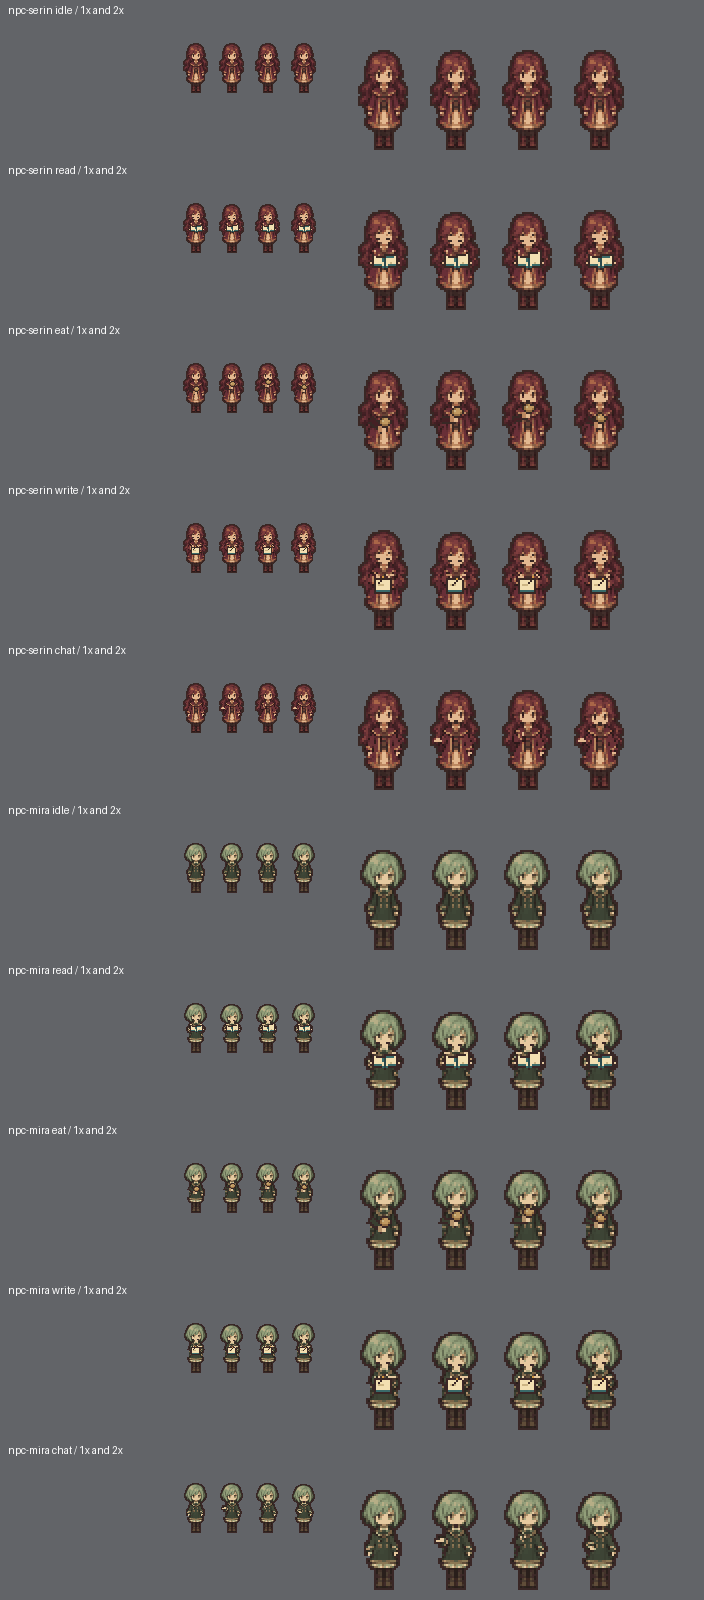 npc-serin idle / 1x and 2x
npc-serin read / 1x and 2x
npc-serin eat / 1x and 2x
npc-serin write / 1x and 2x
npc-serin chat / 1x and 2x
npc-mira idle / 1x and 2x
npc-mira read / 1x and 2x
npc-mira eat / 1x and 2x
npc-mira write / 1x and 2x
npc-mira chat / 1x and 2x